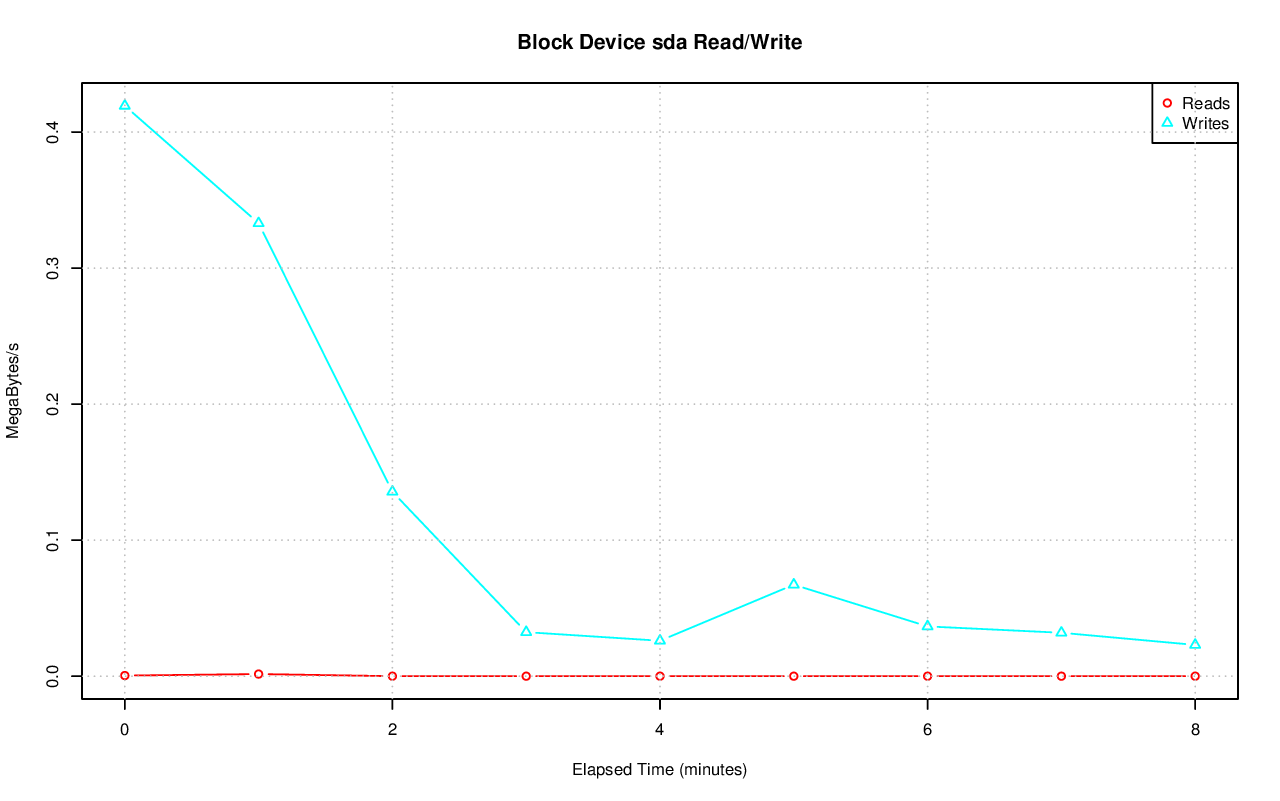 Block Device sda Read/Write
Reads
Writes
MegaBytes/s
0.4
0.3
0.2
0.1
0.0
0 2 4 6 8
Elapsed Time (minutes)